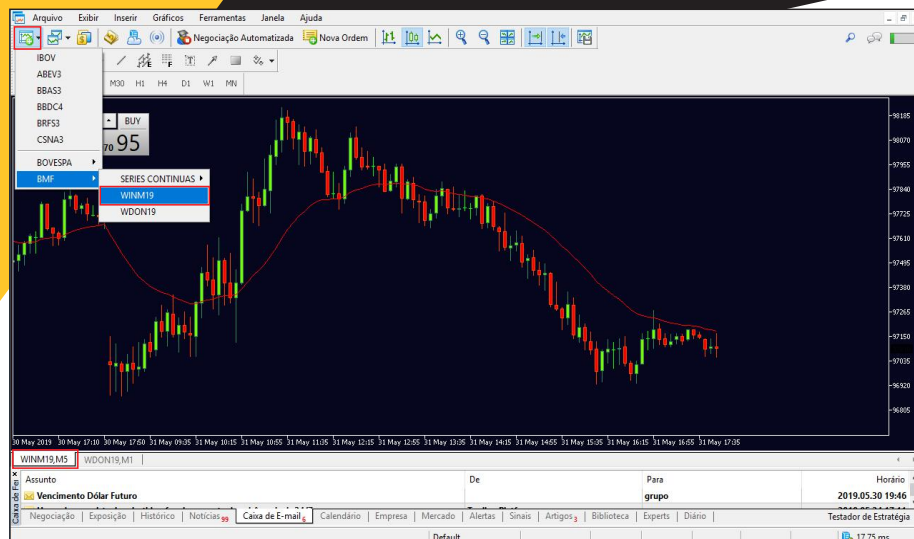 Arquivo Exibir Inserir Gráficos Ferramentas Janela Ajuda
Negociação Automatizada Nova Ordem
IBOV
ABEV3
BBAS3
BBDC4
BRFS3
CSNA3
BOVESPA
BMF
SERIES CONTINUAS
WINM19
WDON19
M30 H1 H4 D1 W1 MN
BUY
70 95
98185
98070
97955
97840
97725
97610
97495
97380
97265
97150
97035
96920
96805
30 May 2019 30 May 17:10 30 May 17:50 31 May 09:35 31 May 10:15 31 May 10:55 31 May 11:35 31 May 12:15 31 May 12:55 31 May 13:35 31 May 14:15 31 May 14:55 31 May 15:35 31 May 16:15 31 May 16:55 31 May 17:35
WINM19,M5 WDON19,M1
Assunto De Para Horário
Vencimento Dólar Futuro grupo 2019.05.30 19:46
Negociação Exposição Histórico Notícias 99 Caixa de E-mail 6 Calendário Empresa Mercado Alertas Sinais Artigos 3 Biblioteca Experts Diário Testador de Estratégia
Default 17.75 ms